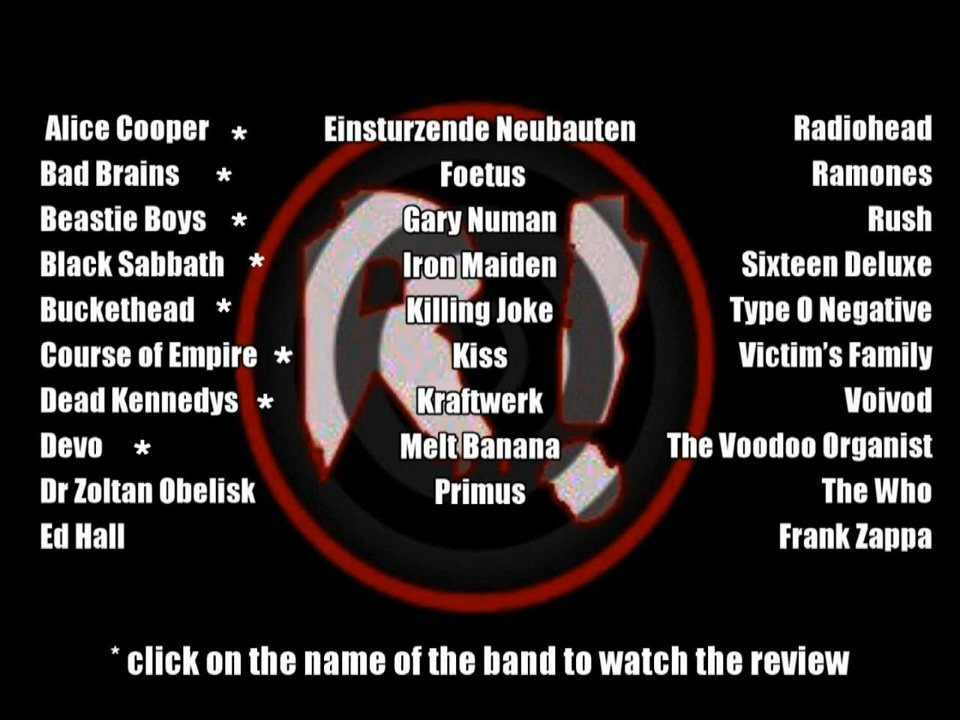 Alice Cooper *
Bad Brains *
Beastie Boys *
Black Sabbath *
Buckethead *
Course of Empire *
Dead Kennedys *
Devo *
Dr Zoltan Obelisk
Ed Hall
Einsturzende Neubauten
Foetus
Gary Numan
Iron Maiden
Killing Joke
Kiss
Kraftwerk
Melt Banana
Primus
Radiohead
Ramones
Rush
Sixteen Deluxe
Type O Negative
Victim's Family
Voivod
The Voodoo Organist
The Who
Frank Zappa
R!
* click on the name of the band to watch the review